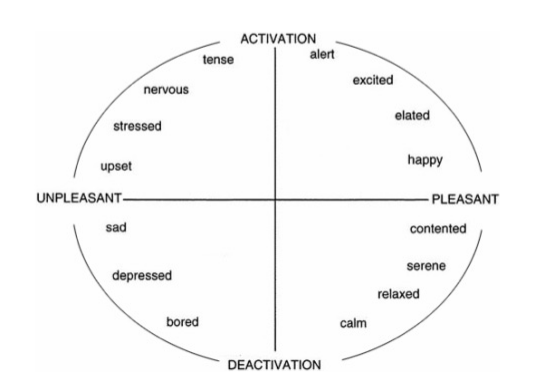 ACTIVATION
tense
alert
nervous
excited
stressed
elated
upset
happy
UNPLEASANT
PLEASANT
sad
contented
depressed
serene
relaxed
bored
calm
DEACTIVATION